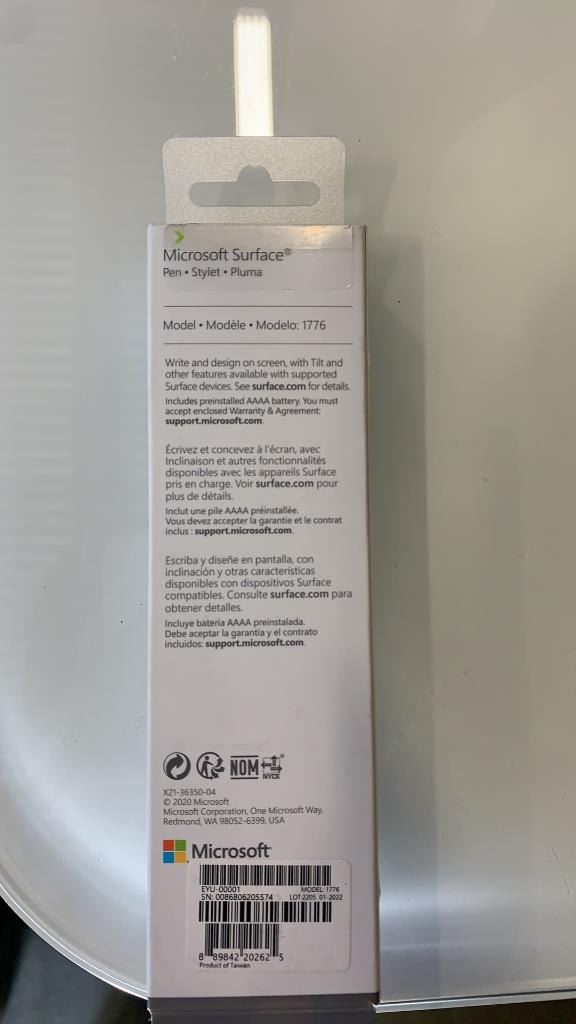 Microsoft Surface®
Pen • Stylet • Pluma
Model • Modèle • Modelo: 1776
Write and design on screen, with Tilt and
other features available with supported
Surface devices. See surface.com for details.
Includes preinstalled AAAA battery. You must
accept enclosed Warranty & Agreement:
support.microsoft.com.
Écrivez et concevez à l'écran, avec
Inclinaison et autres fonctionnalités
disponibles avec les appareils Surface
pris en charge. Voir surface.com pour
plus de détails.
Inclut une pile AAAA préinstallée.
Vous devez accepter la garantie et le contrat
inclus : support.microsoft.com.
Escriba y diseñe en pantalla, con
inclinación y otras características
disponibles con dispositivos Surface
compatibles. Consulte surface.com para
obtener detalles.
Incluye batería AAAA preinstalada.
Debe aceptar la garantía y el contrato
incluidos: support.microsoft.com.
NOM NYCE®
X21-36350-04
© 2020 Microsoft
Microsoft Corporation, One Microsoft Way,
Redmond, WA 98052-6399, USA
Microsoft
EYU-00001 MODEL: 1776
SN: 0086806205574 LOT:2205 01-2022
8 89842 20262 5
Product of Taiwan